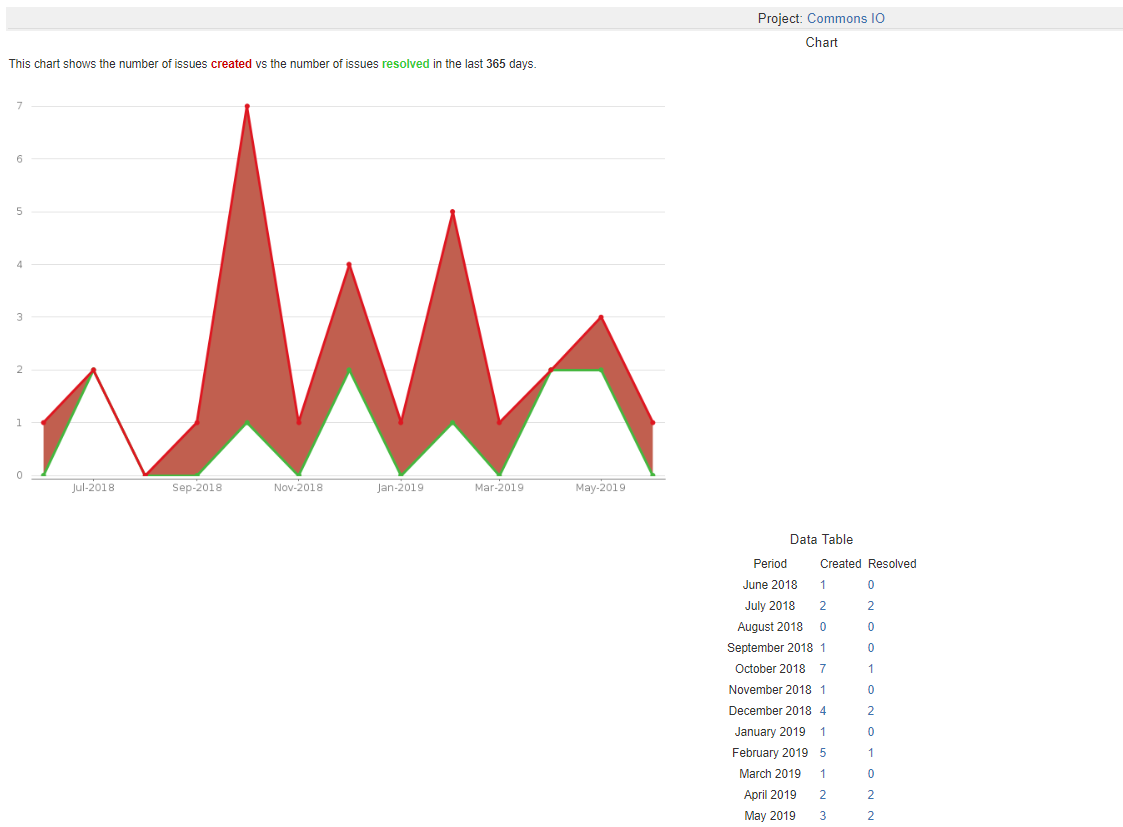 Project: Commons IO
Chart
This chart shows the number of issues created vs the number of issues resolved in the last 365 days.
7
6
5
4
3
2
1
0
Jul-2018 Sep-2018 Nov-2018 Jan-2019 Mar-2019 May-2019
Data Table
Period Created Resolved
June 2018 1 0
July 2018 2 2
August 2018 0 0
September 2018 1 0
October 2018 7 1
November 2018 1 0
December 2018 4 2
January 2019 1 0
February 2019 5 1
March 2019 1 0
April 2019 2 2
May 2019 3 2